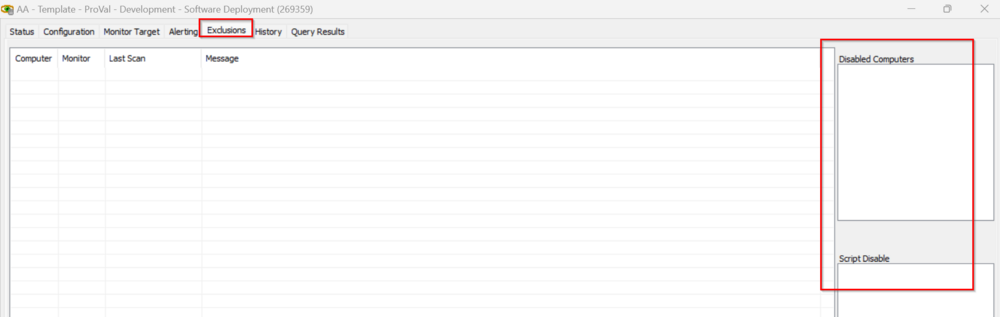 AA - Template - ProVal - Development - Software Deployment (269359)
Status Configuration Monitor Target Alerting Exclusions History Query Results
Computer Monitor Last Scan Message
Disabled Computers
Script Disable